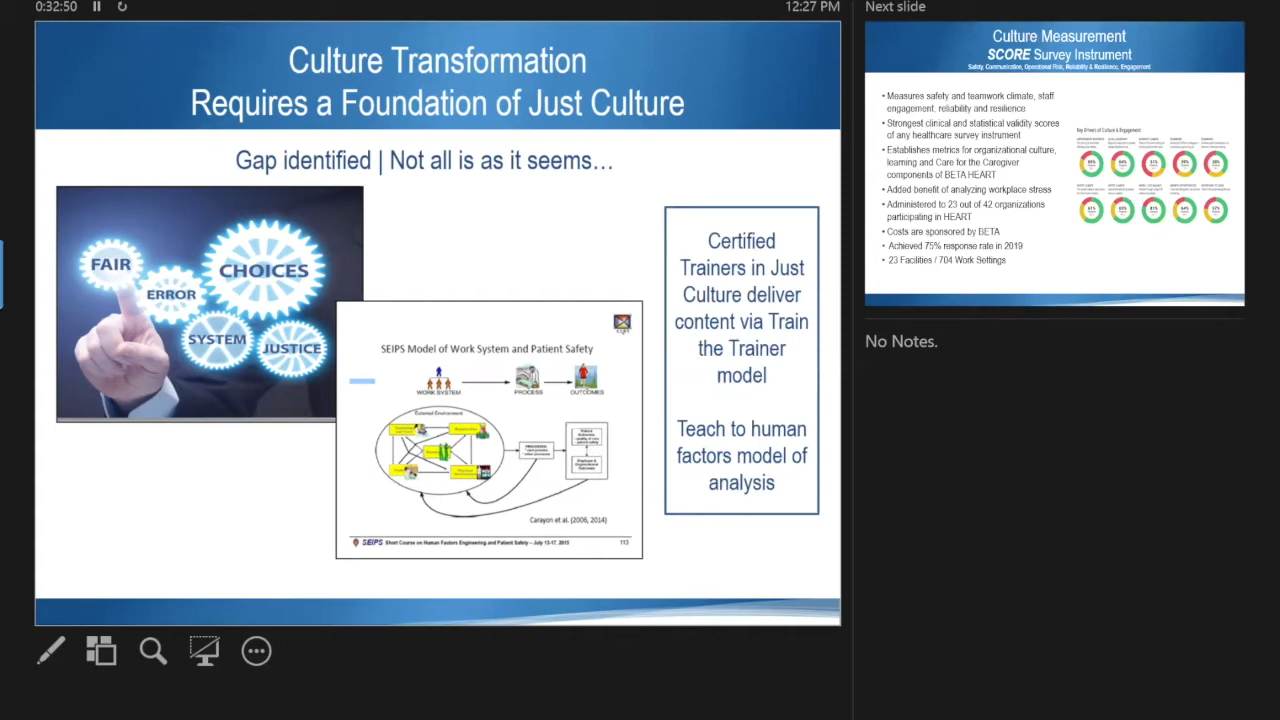 0:32:50
12:27 PM
Next slide
Culture Transformation
Requires a Foundation of Just Culture
Gap identified | Not all is as it seems…
FAIR
ERROR
CHOICES
SYSTEM
JUSTICE
SEIPS Model of Work System and Patient Safety
WORK SYSTEM
PROCESS
OUTCOMES
External Environment
Carayon et al. (2006, 2014)
SEIPS Short Course on Human Factors Engineering and Patient Safety – July 13-17, 2015
113
Certified
Trainers in Just
Culture deliver
content via Train
the Trainer
model
Teach to human
factors model of
analysis
Culture Measurement
SCORE Survey Instrument
Safety, Communication, Operational Risk, Reliability & Resilience, Engagement
• Measures safety and teamwork climate, staff
engagement, reliability and resilience
• Strongest clinical and statistical validity scores
of any healthcare survey instrument
• Establishes metrics for organizational culture,
learning and Care for the Caregiver
components of BETA HEART
• Added benefit of analyzing workplace stress
• Administered to 23 out of 42 organizations
participating in HEART
• Costs are sponsored by BETA
• Achieved 75% response rate in 2019
• 23 Facilities / 704 Work Settings
Key Drivers of Culture & Engagement
No Notes.